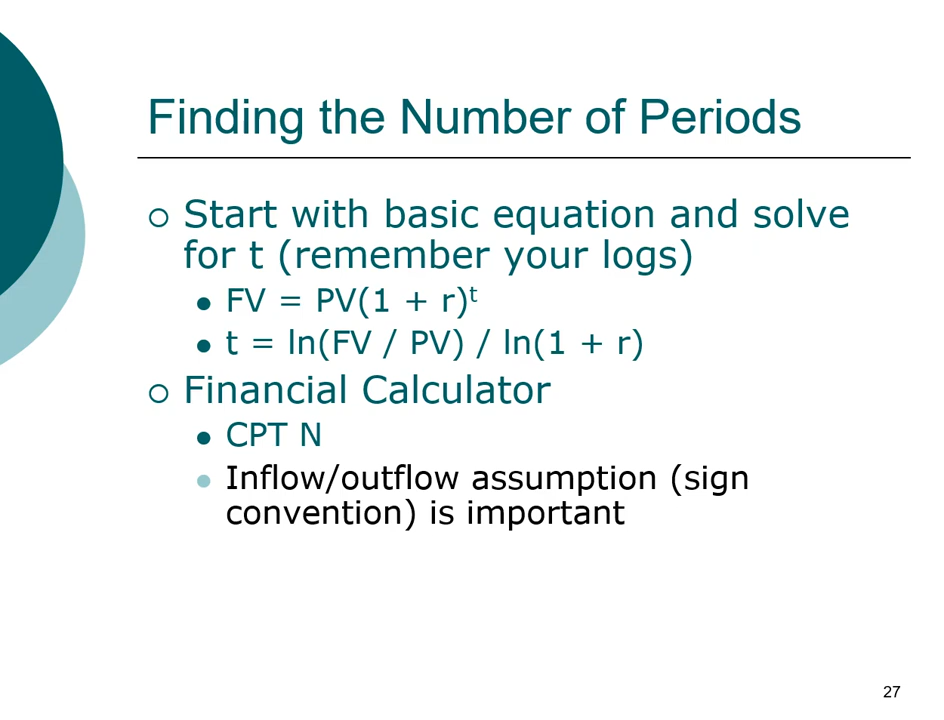 Finding the Number of Periods
Start with basic equation and solve
for t (remember your logs)
FV = PV(1 + r)ᵗ
t = ln(FV / PV) / ln(1 + r)
Financial Calculator
CPT N
Inflow/outflow assumption (sign
convention) is important
27